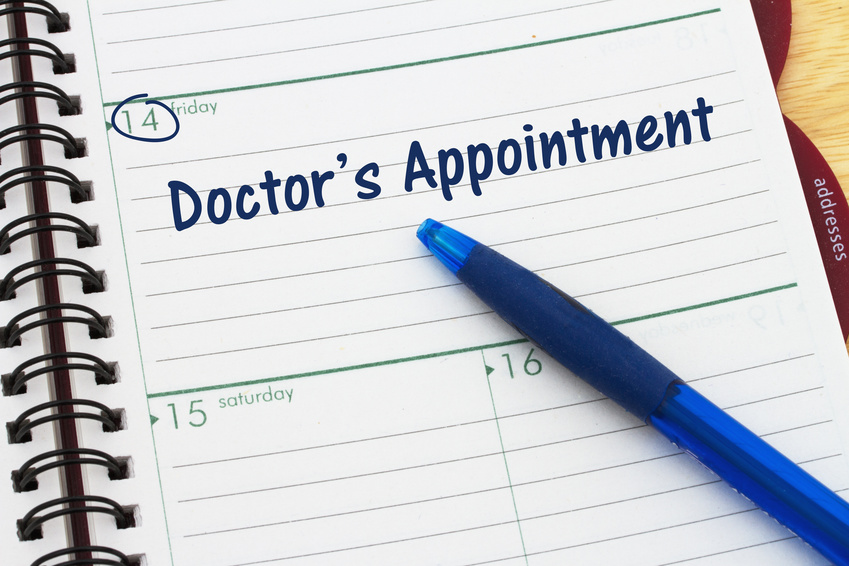 14 friday
Doctor's Appointment
15 saturday
16
addresses